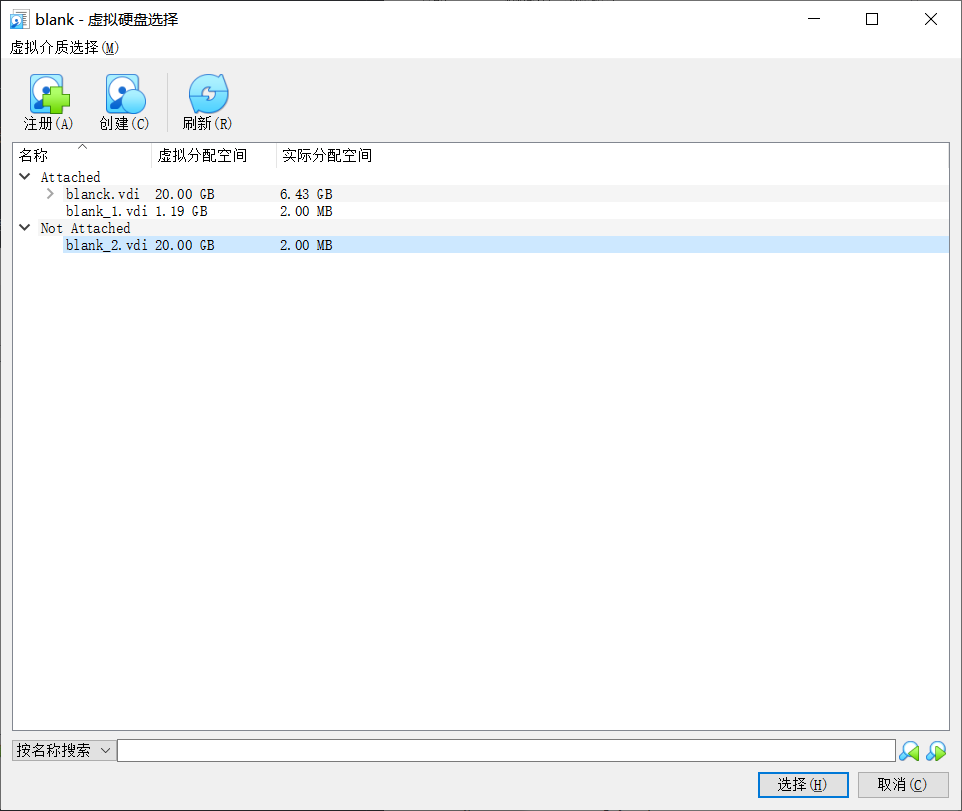 blank - 虚拟硬盘选择
虚拟介质选择(M)
注册(A) 创建(C) 刷新(R)
名称 虚拟分配空间 实际分配空间
Attached
blanck.vdi 20.00 GB 6.43 GB
blank_1.vdi 1.19 GB 2.00 MB
Not Attached
blank_2.vdi 20.00 GB 2.00 MB
按名称搜索
选择(H) 取消(C)